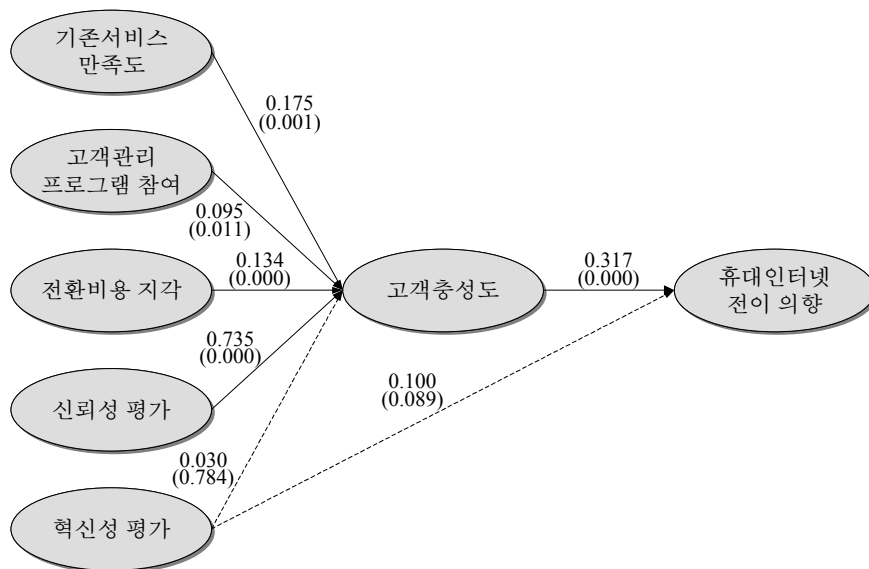 기존서비스
만족도
0.175
(0.001)
고객관리
프로그램 참여
0.095
(0.011)
전환비용 지각
0.134
(0.000)
고객충성도
0.317
(0.000)
휴대인터넷
전이 의향
0.735
(0.000)
신뢰성 평가
0.100
(0.089)
0.030
(0.784)
혁신성 평가